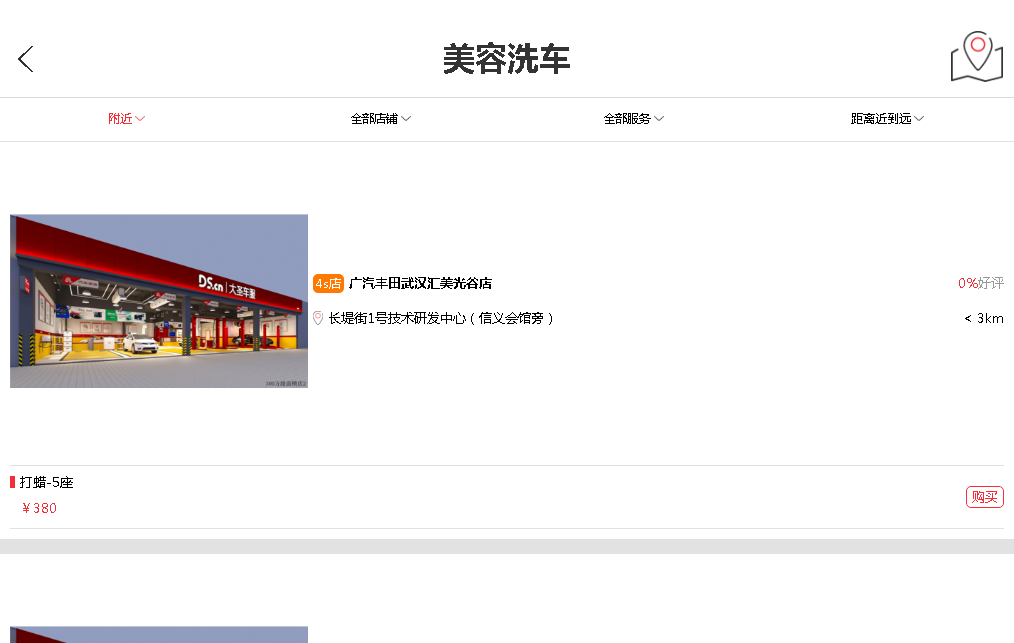 美容洗车
附近
全部店铺
全部服务
距离近到远
DS.cn|大圣车服
4s店 广汽丰田武汉汇美光谷店
0%好评
长堤街1号技术研发中心（信义会馆旁）
< 3km
打蜡-5座
￥380
购买